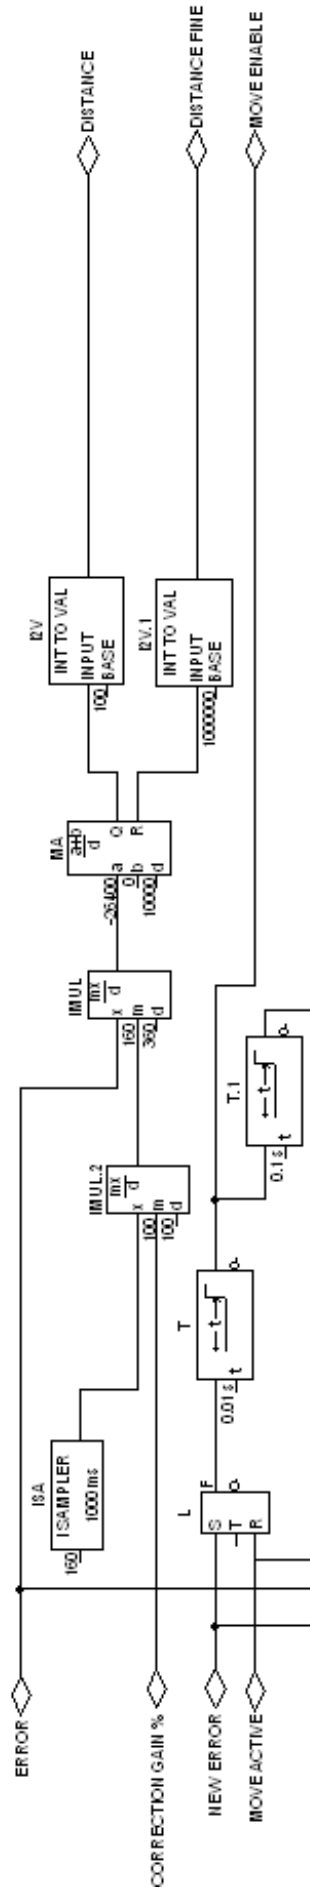 ERROR
CORRECTION GAIN %
NEW ERROR
MOVE ACTIVE
ISA
I SAMPLER
1000 ms
160
L
S
T
R
F
Q
IMUL.2
mx
d
x
100
m
100
d
T
t
0.01 s
t
Q
T.1
t
0.1 s
t
Q
IMUL
mx
d
x
160
m
360
d
MA
a+b
d
-26400
a
0
b
10000
d
Q
R
I2V
INT TO VAL
INPUT
100
BASE
I2V.1
INT TO VAL
INPUT
1000000
BASE
DISTANCE
DISTANCE FINE
MOVE ENABLE